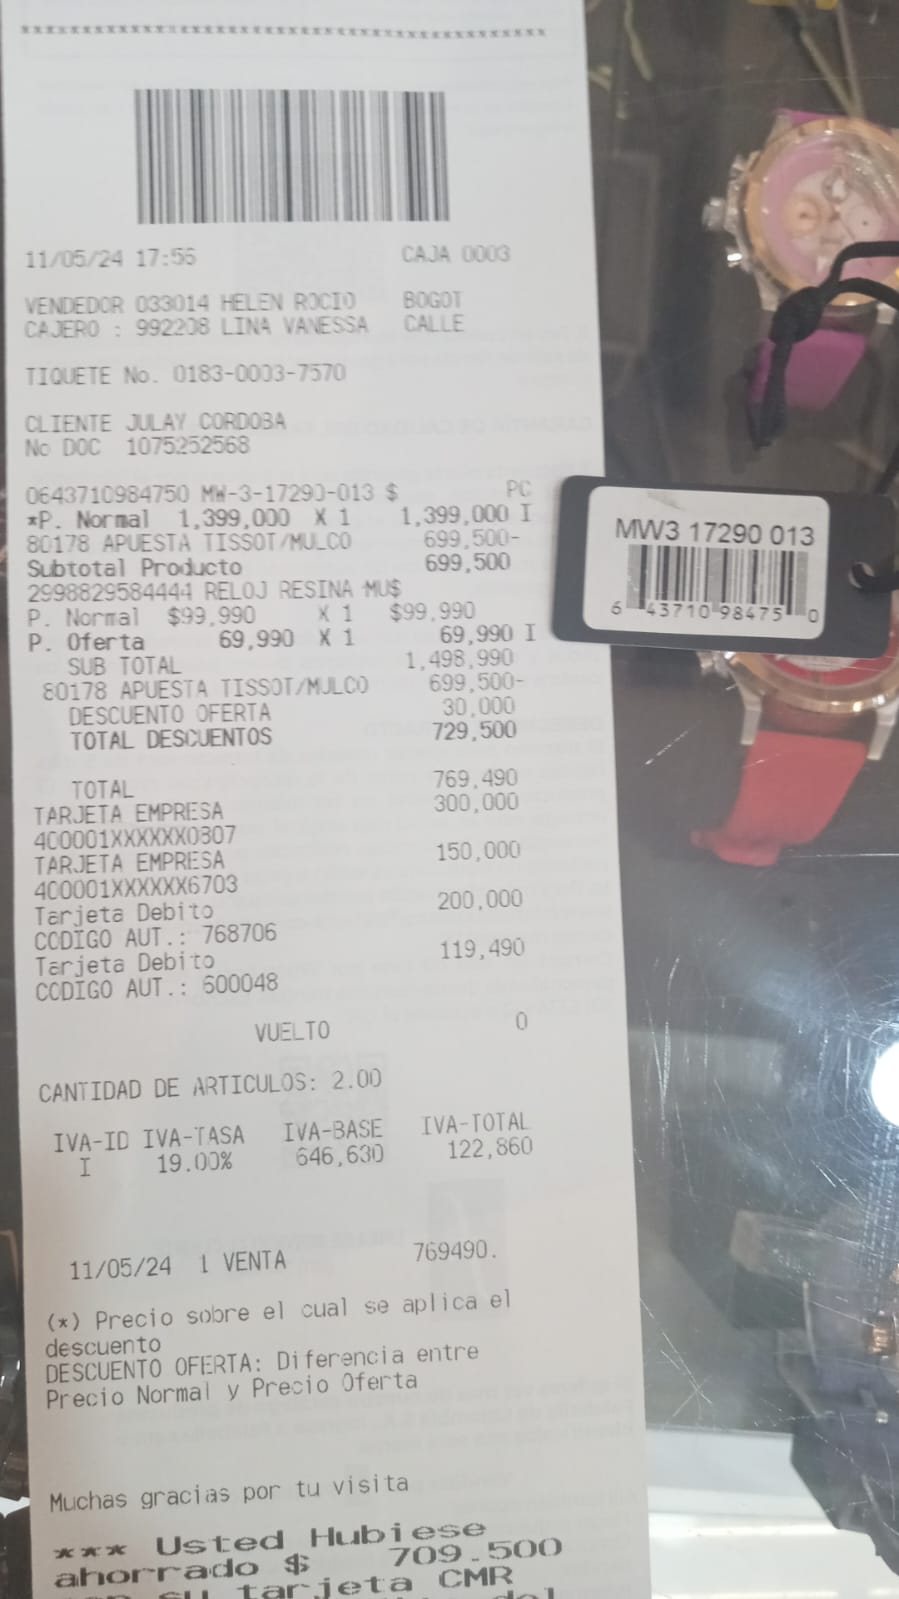 ××××××××××××××××××××××××××××××××××××××××××
11/05/24 17:56 CAJA 0003
VENDEDOR 033014 HELEN ROCIO BOGOT
CAJERO : 992208 LINA VANESSA CALLE
TIQUETE No. 0183-0003-7570
CLIENTE JULAY CORDOBA
No DOC 1075252568
0643710984750 MW-3-17290-013 $ PC
*P. Normal 1,399,000 X 1 1,399,000 I
80178 APUESTA TISSOT/MULCO 699,500-
Subtotal Producto 699,500
2998829584444 RELOJ RESINA MU$
P. Normal $99,990 X 1 $99,990
P. Oferta 69,990 X 1 69,990 I
SUB TOTAL 1,498,990
80178 APUESTA TISSOT/MULCO 699,500-
DESCUENTO OFERTA 30,000
TOTAL DESCUENTOS 729,500
TOTAL 769,490
TARJETA EMPRESA 300,000
400001XXXXXX0307
TARJETA EMPRESA 150,000
400001XXXXXX6703
Tarjeta Debito 200,000
CODIGO AUT.: 768706
Tarjeta Debito 119,490
CODIGO AUT.: 600048
VUELTO 0
CANTIDAD DE ARTICULOS: 2.00
IVA-ID IVA-TASA IVA-BASE IVA-TOTAL
I 19.00% 646,630 122,860
11/05/24 1 VENTA 769490.
(*) Precio sobre el cual se aplica el
descuento
DESCUENTO OFERTA: Diferencia entre
Precio Normal y Precio Oferta
Muchas gracias por tu visita
*** Usted Hubiese
ahorrado $ 709.500
con su tarjeta CMR
del
MW3 17290 013
6 43710 98475 0